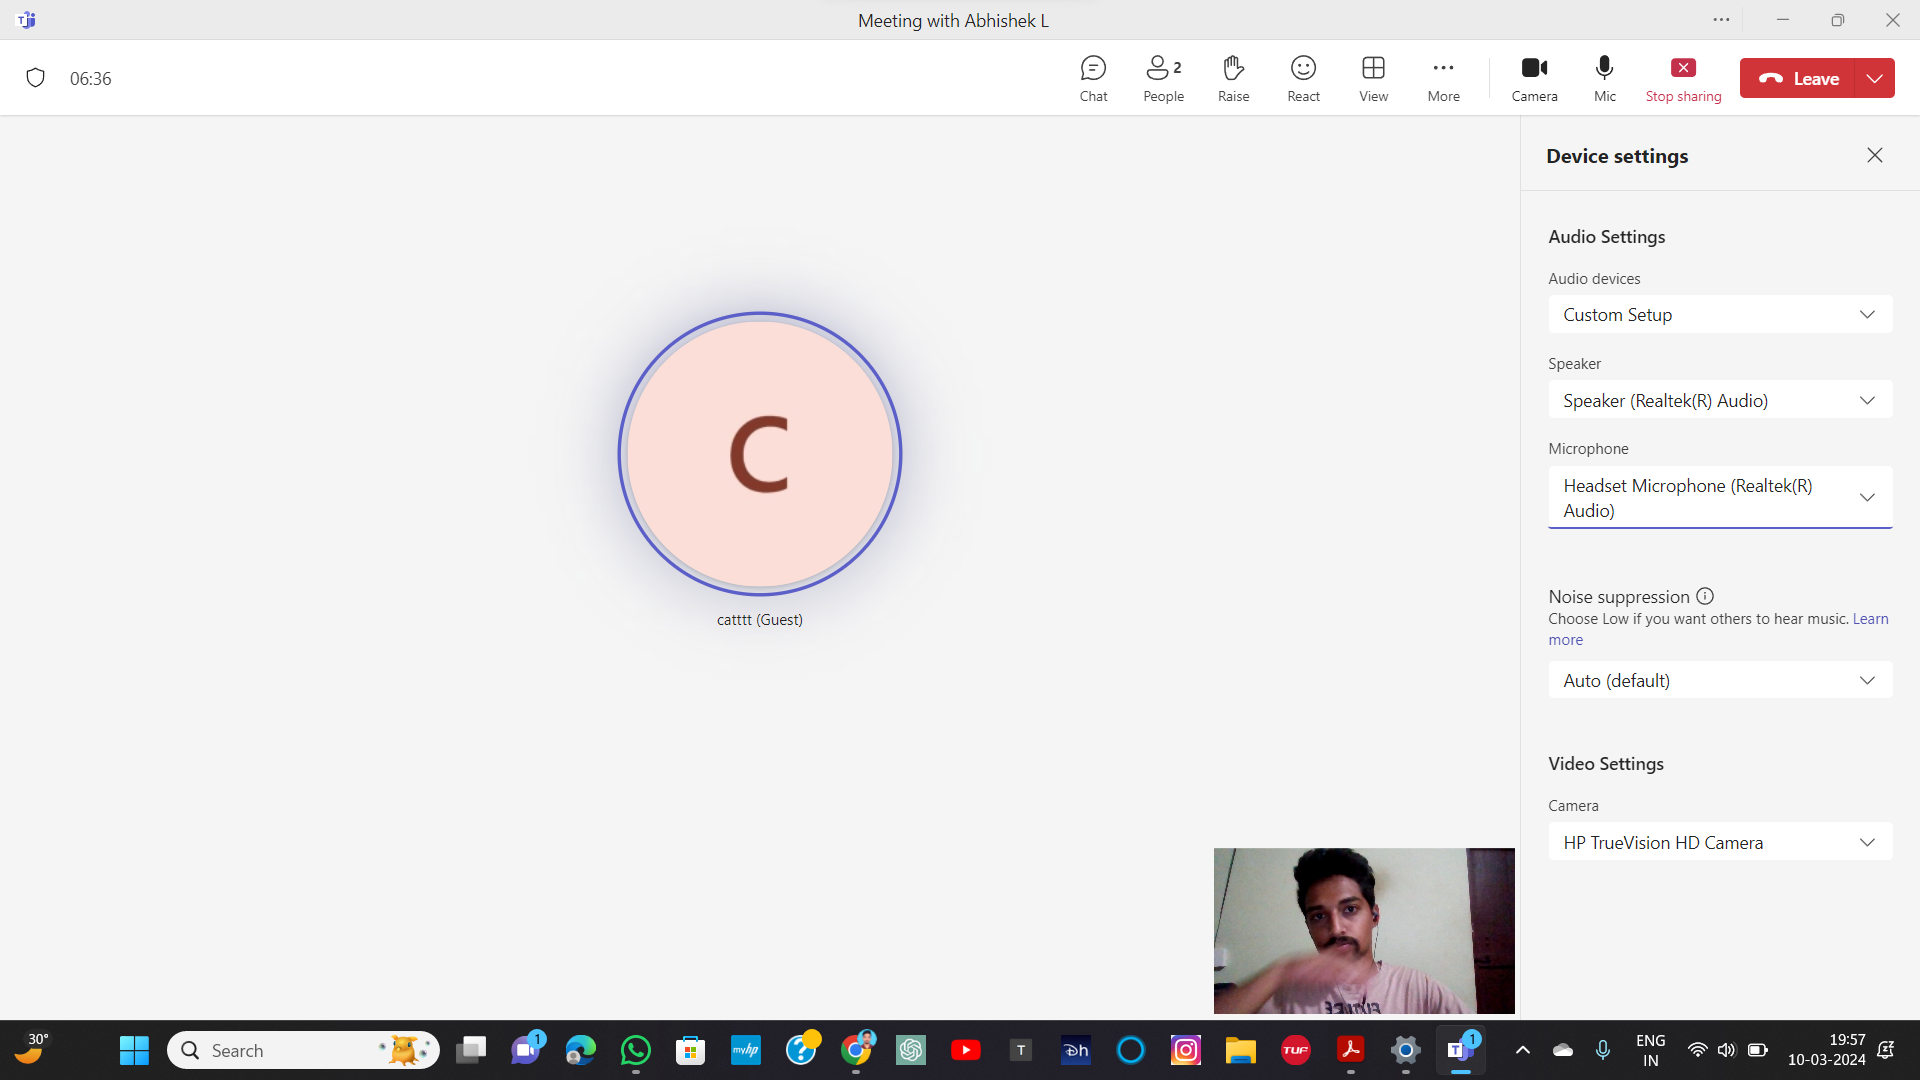 Meeting with Abhishek L
06:36
Chat
People
2
Raise
React
View
More
Camera
Mic
Stop sharing
Leave
Device settings
Audio Settings
Audio devices
Custom Setup
Speaker
Speaker (Realtek(R) Audio)
Microphone
Headset Microphone (Realtek(R)
Audio)
Noise suppression
Choose Low if you want others to hear music. Learn
more
Auto (default)
Video Settings
Camera
HP TrueVision HD Camera
C
catttt (Guest)
30°
Search
1
myhp
T
Dh
TUF
T
1
ENG
IN
19:57
10-03-2024